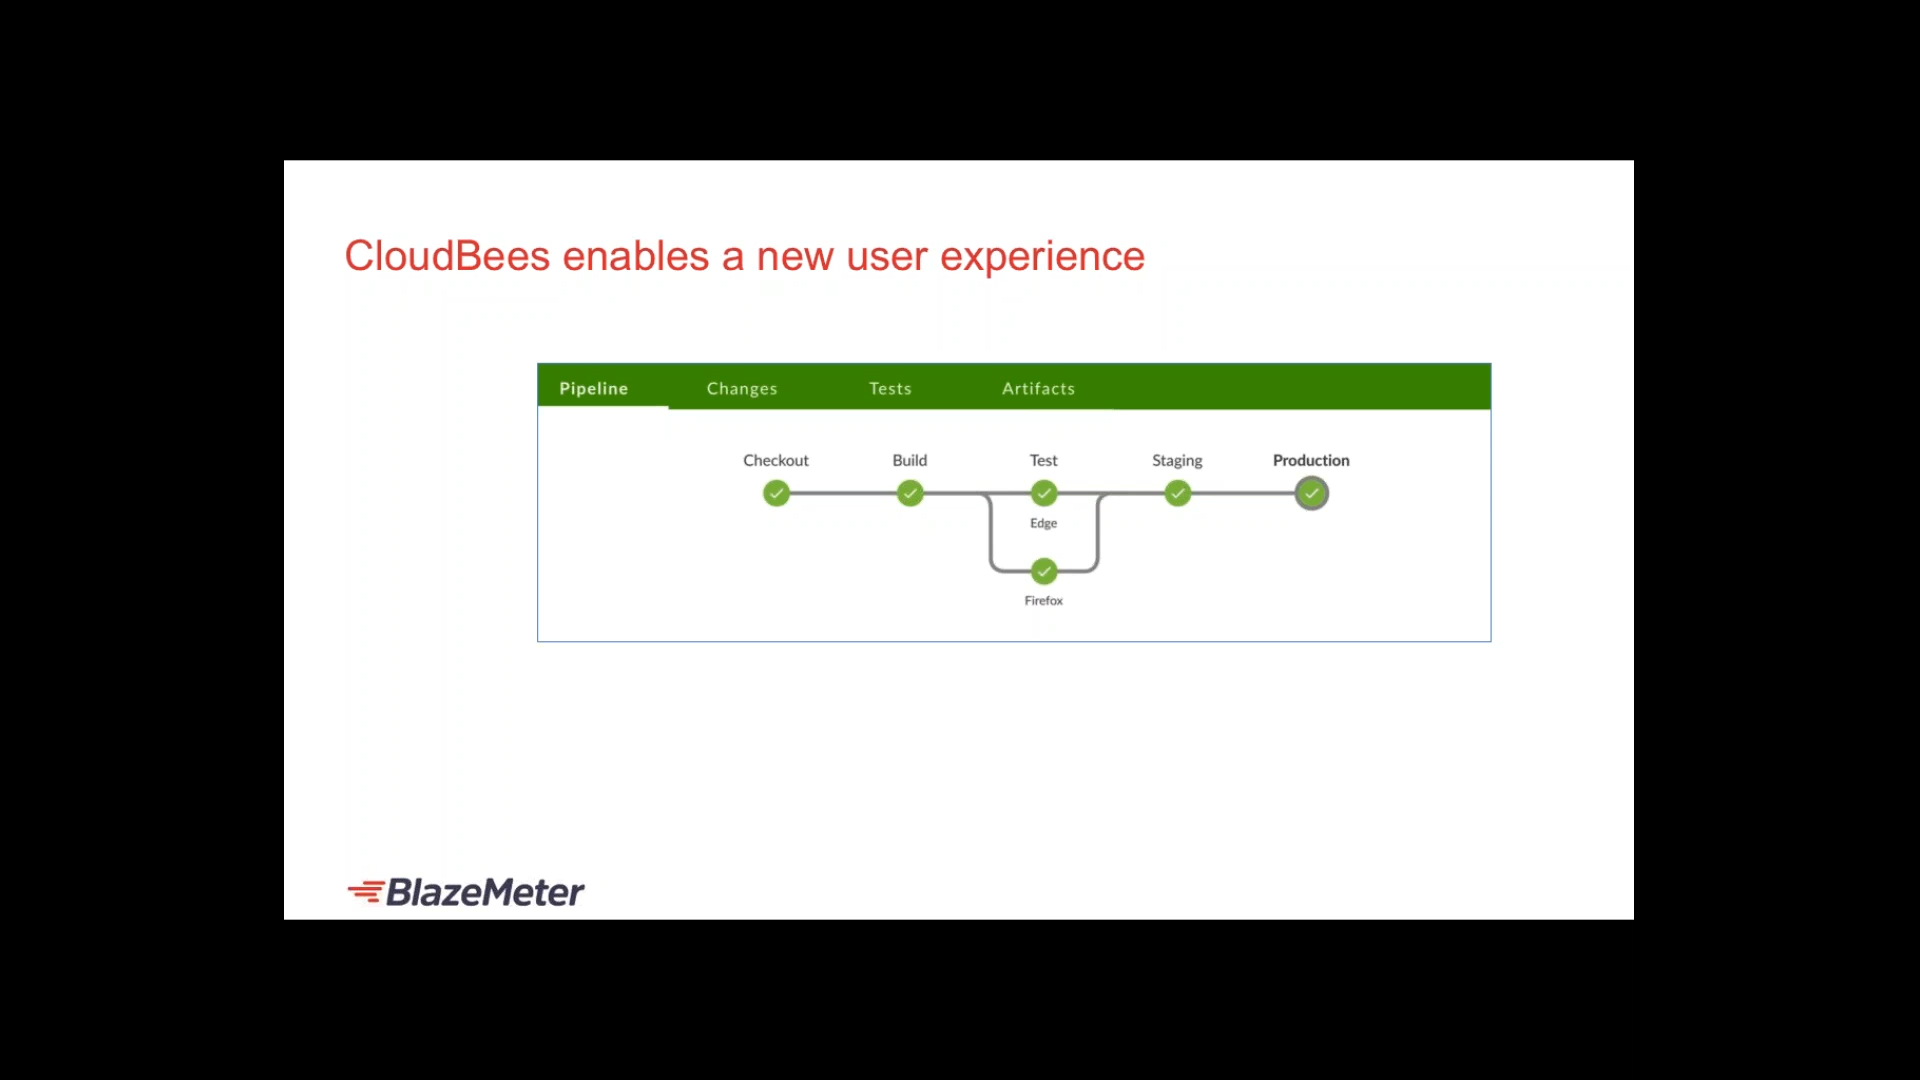 CloudBees enables a new user experience
Pipeline Changes Tests Artifacts
Checkout Build Test Staging Production
Edge
Firefox
BlazeMeter